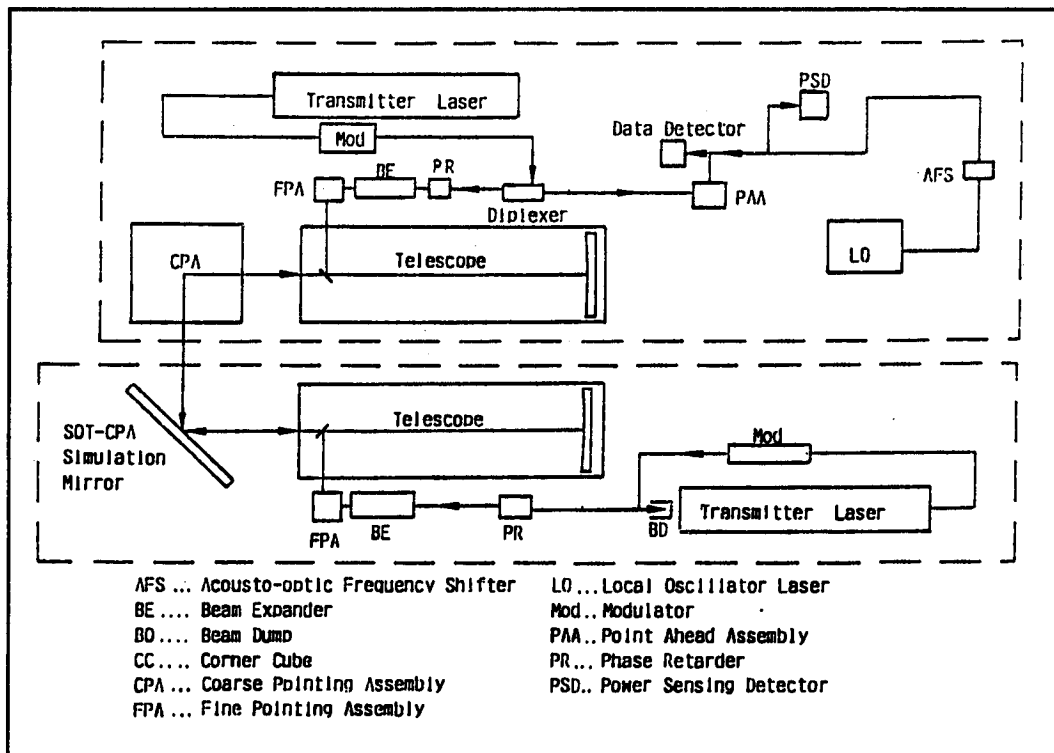 Transmitter Laser
PSD
Mod
Data Detector
FPA
BE
PR
AFS
Diplexer
PAA
CPA
Telescope
LO
SOT-CPA
Simulation
Mirror
Telescope
Mod
FPA
BE
PR
BD
Transmitter Laser
AFS ... Acousto-optic Frequency Shifter
BE .... Beam Expander
BD .... Beam Dump
CC .... Corner Cube
CPA ... Coarse Pointing Assembly
FPA ... Fine Pointing Assembly
LO ... Local Oscillator Laser
Mod.. Modulator
PAA.. Point Ahead Assembly
PR ... Phase Retarder
PSD.. Power Sensing Detector